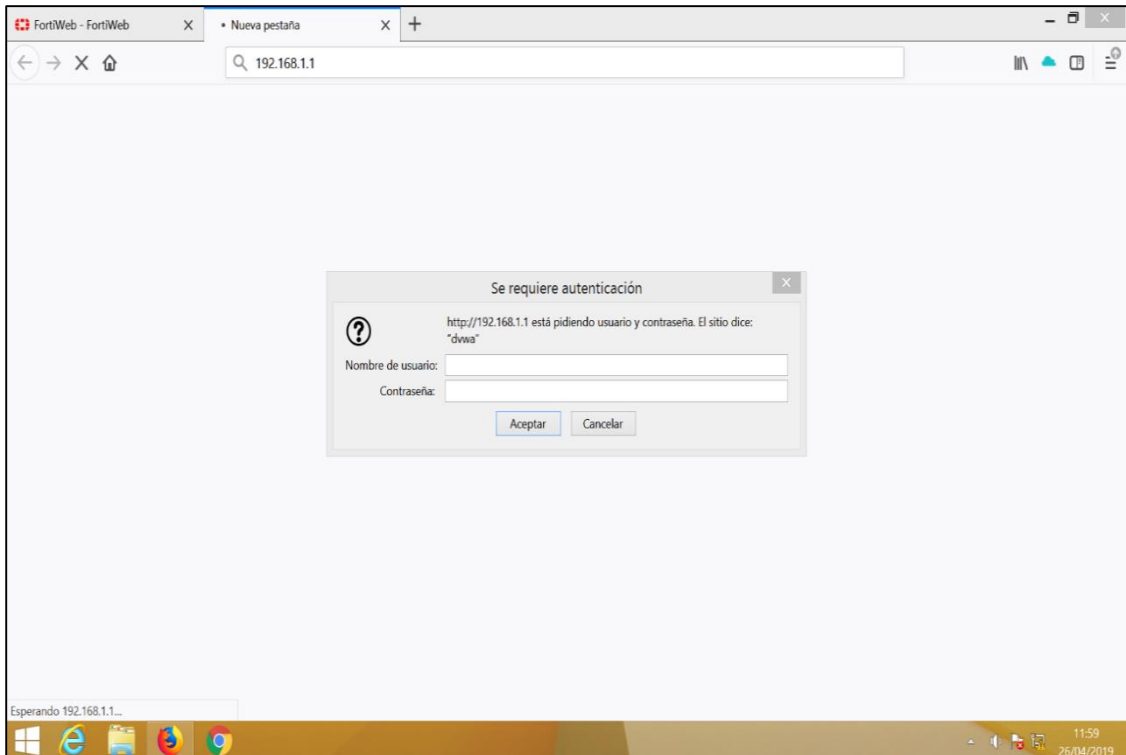 FortiWeb - FortiWeb
• Nueva pestaña
192.168.1.1
Se requiere autenticación
http://192.168.1.1 está pidiendo usuario y contraseña. El sitio dice:
"dvwa"
Nombre de usuario:
Contraseña:
Aceptar
Cancelar
Esperando 192.168.1.1...
11:59
26/04/2019